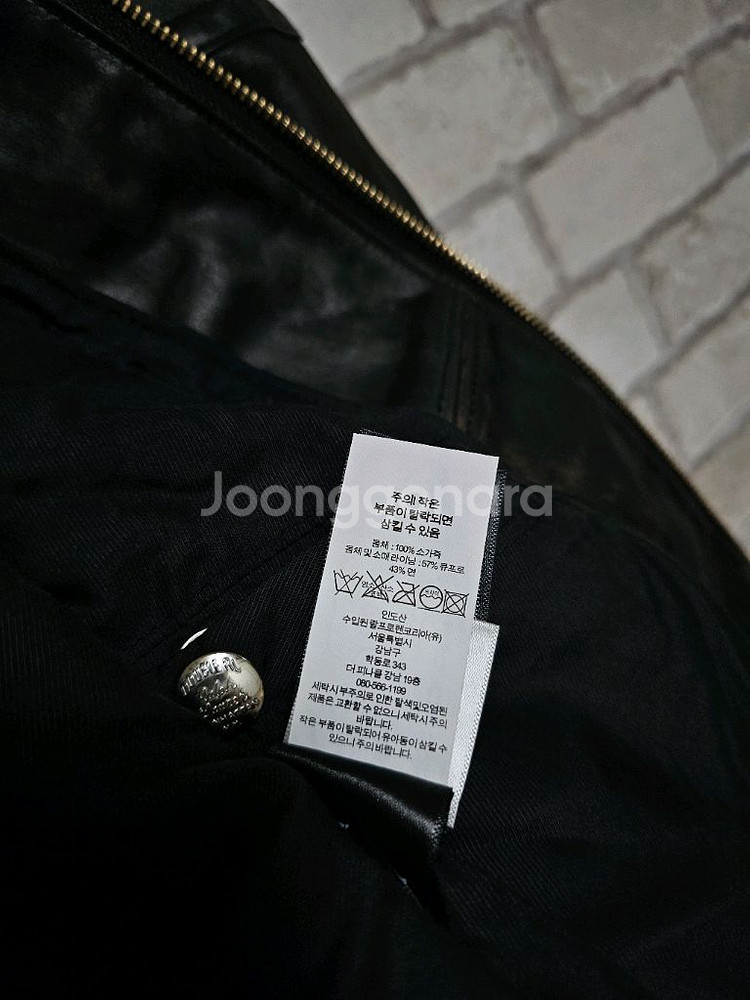 Joonggonara
주의! 작은
부품이 탈락되면
삼킬 수 있음
몸체 : 100% 소가죽
몸체 및 소매 라이닝 : 57% 큐프로
43% 면
인도산
수입원 랄프로렌코리아(유)
서울특별시
강남구
학동로 343
더 피나클 강남 19층
080-566-1199
세탁시 부주의로 인한 탈색및오염된
제품은 교환할 수 없으니 세탁시 주의
바랍니다.
작은 부품이 탈락되어 유아동이 삼킬 수
있으니 주의 바랍니다.